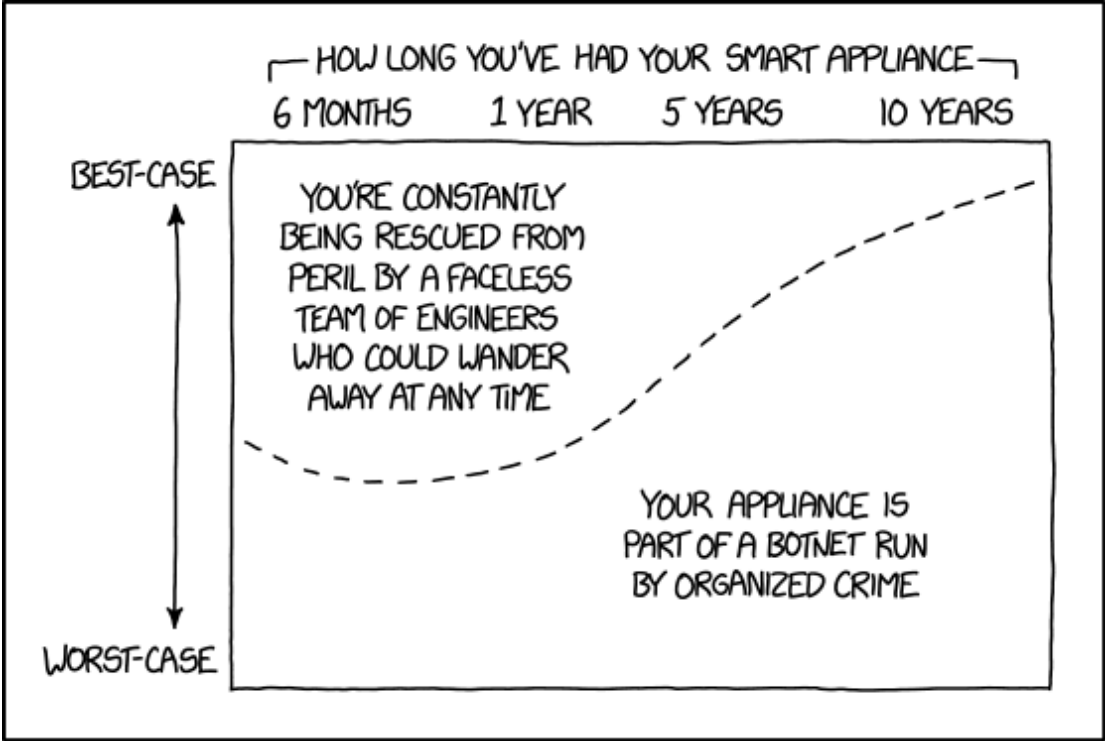 HOW LONG YOU'VE HAD YOUR SMART APPLIANCE
6 MONTHS 1 YEAR 5 YEARS 10 YEARS
BEST-CASE
YOU'RE CONSTANTLY
BEING RESCUED FROM
PERIL BY A FACELESS
TEAM OF ENGINEERS
WHO COULD WANDER
AWAY AT ANY TIME
YOUR APPLIANCE IS
PART OF A BOTNET RUN
BY ORGANIZED CRIME
WORST-CASE